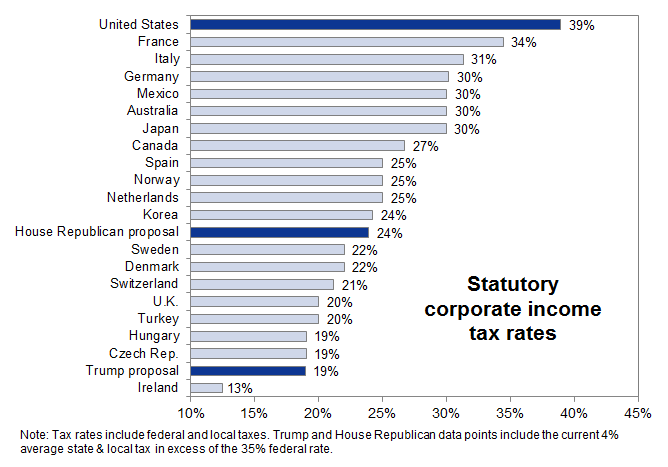 United States 39%
France 34%
Italy 31%
Germany 30%
Mexico 30%
Australia 30%
Japan 30%
Canada 27%
Spain 25%
Norway 25%
Netherlands 25%
Korea 24%
House Republican proposal 24%
Sweden 22%
Denmark 22%
Switzerland 21%
U.K. 20%
Turkey 20%
Hungary 19%
Czech Rep. 19%
Trump proposal 19%
Ireland 13%
Statutory
corporate income
tax rates
10% 20% 25% 30% 35% 40% 45%
Note: Tax rates include federal and local taxes. Trump and House Republican data points include the current 4%
average state & local tax in excess of the 35% federal rate.